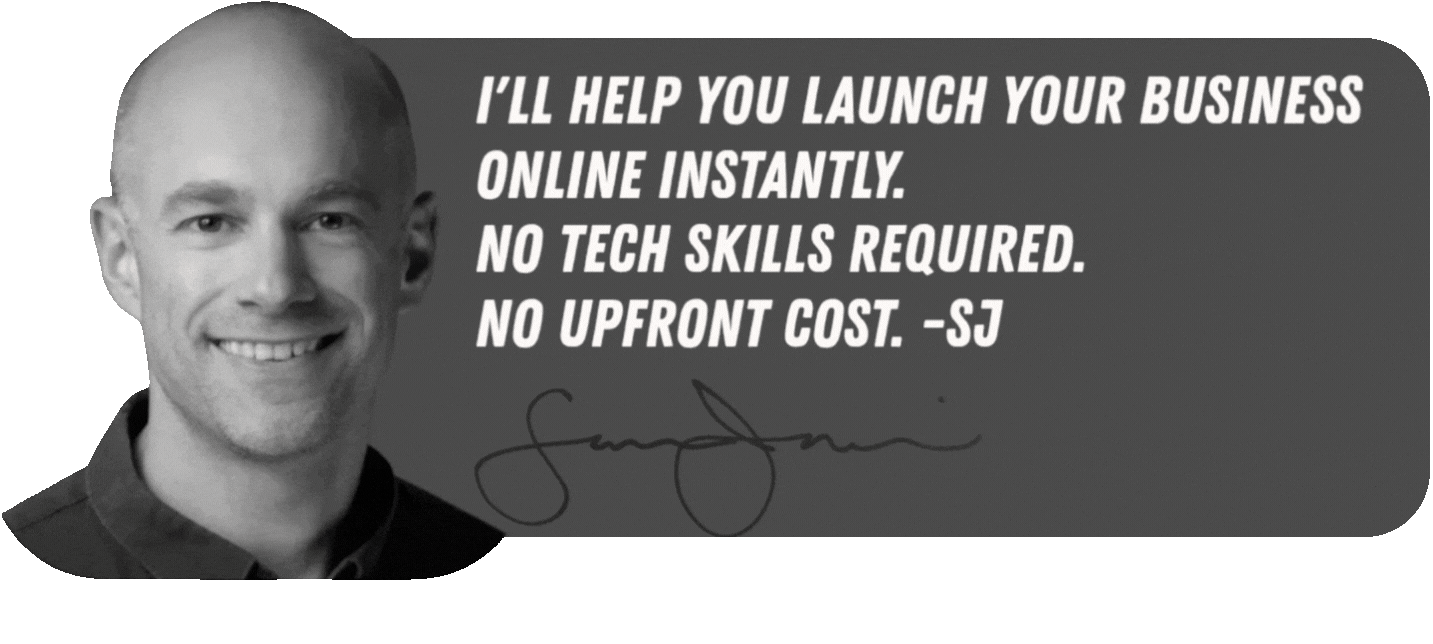 I'LL HELP YOU LAUNCH YOUR BUSINESS
ONLINE INSTANTLY.
NO TECH SKILLS REQUIRED.
NO UPFRONT COST. -SJ